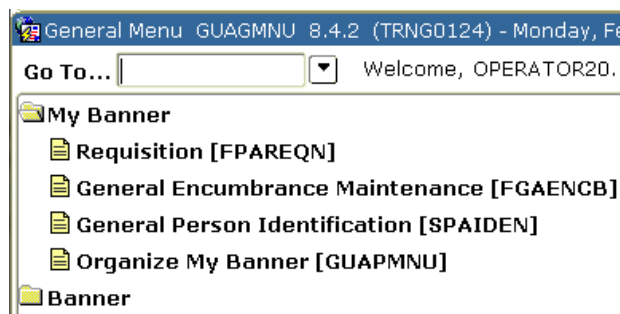 General Menu GUAGMNU 8.4.2 (TRNG0124) - Monday, Fe
Go To... Welcome, OPERATOR20.
My Banner
Requisition [FPAREQN]
General Encumbrance Maintenance [FGAENCB]
General Person Identification [SPAIDEN]
Organize My Banner [GUAPMNU]
Banner